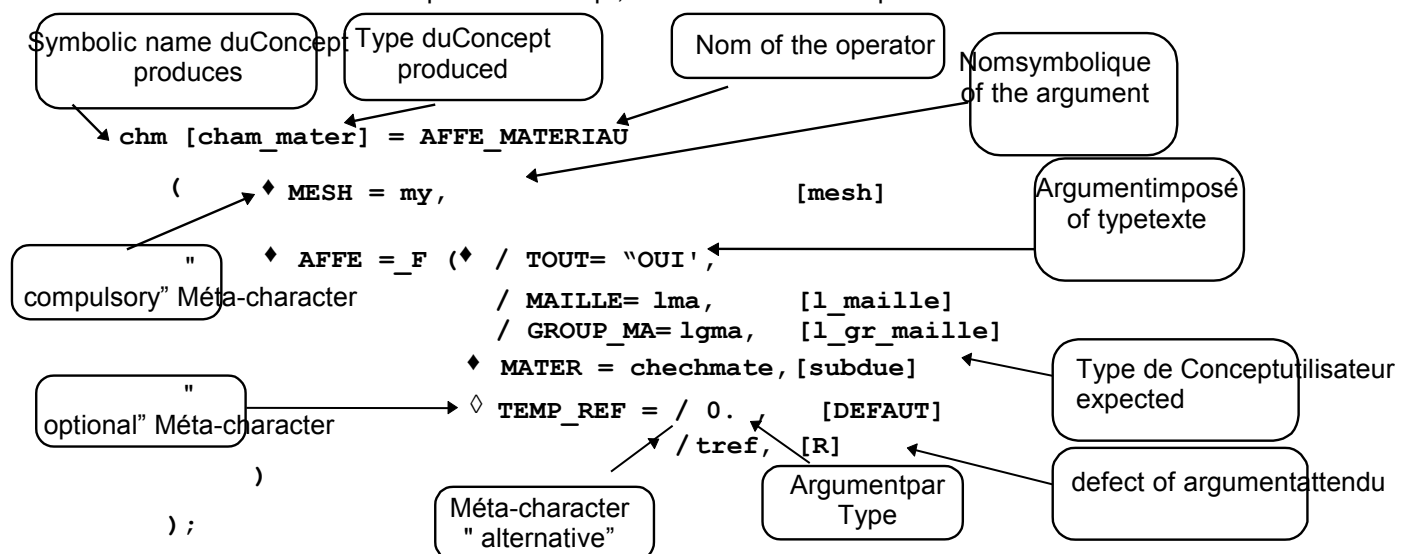 Symbolic name duConcept
produces
Type duConcept
produced
Nom of the operator
Nomsymbolique
of the argument
chm [cham_mater] = AFFE_MATERIAU
( ♦ MESH = my, [mesh]
Argumentimposé
of typetexte
"
compulsory” Méta-character
♦ AFFE =_F (♦ / TOUT= “OUI',
/ MAILLE= lma, [l_maille]
/ GROUP_MA= lgma, [l_gr_maille]
♦ MATER = chechmate, [subdue]
Type de Conceptutilisateur
expected
"
optional” Méta-character
◊ TEMP_REF = / 0. , [DEFAUT]
/ tref, [R]
)
Méta-character
" alternative”
Argumentpar
Type
defect of argumentattendu
);